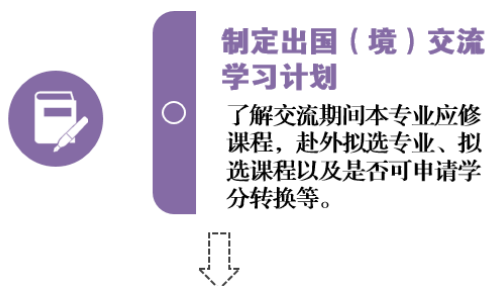 制定出国（境）交流
学习计划
了解交流期间本专业应修
课程，赴外拟选专业、拟
选课程以及是否可申请学
分转换等。